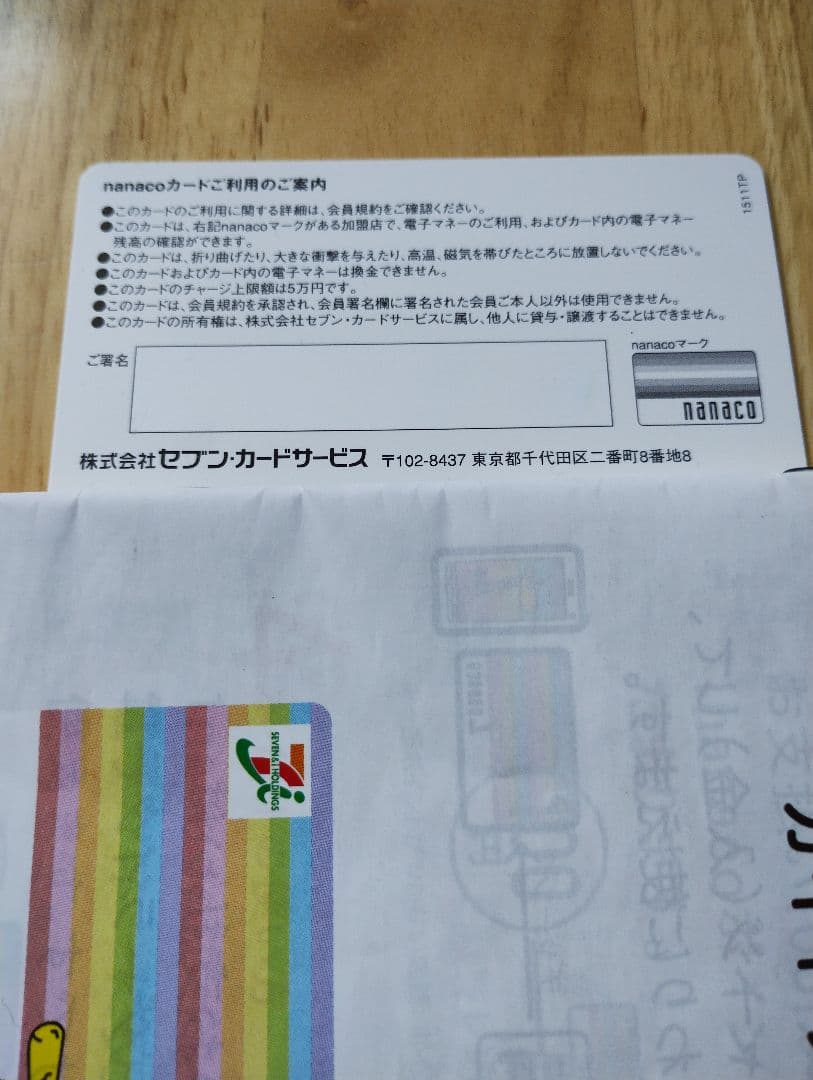 nanacoカードご利用のご案内
1511TP
●このカードのご利用に関する詳細は、会員規約をご確認ください。
●このカードは、右記nanacoマークがある加盟店で、電子マネーのご利用、およびカード内の電子マネー
残高の確認ができます。
●このカードは、折り曲げたり、大きな衝撃を与えたり、高温、磁気を帯びたところに放置しないでください。
●このカードおよびカード内の電子マネーは換金できません。
●このカードのチャージ上限額は5万円です。
●このカードは、会員規約を承認され、会員署名欄に署名された会員ご本人以外は使用できません。
●このカードの所有権は、株式会社セブン・カードサービスに属し、他人に貸与・譲渡することはできません。
ご署名
nanacoマーク
nanaco
株式会社セブン・カードサービス 〒102-8437 東京都千代田区二番町8番地8
SEVEN & I HOLDINGS